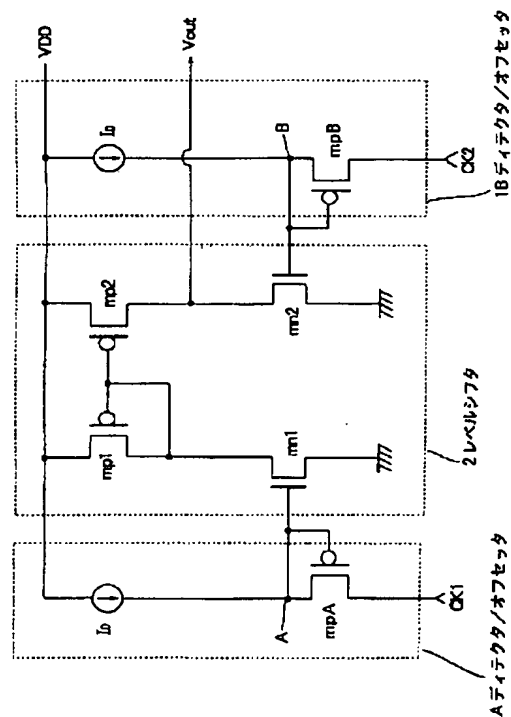 VDD
Vout
I₀
I₀
mp1
mp2
A
B
mpA
mn1
mn2
mpB
CK1
CK2
Aディテクタ/オフセッタ
2レベルシフタ
1Bディテクタ/オフセッタ